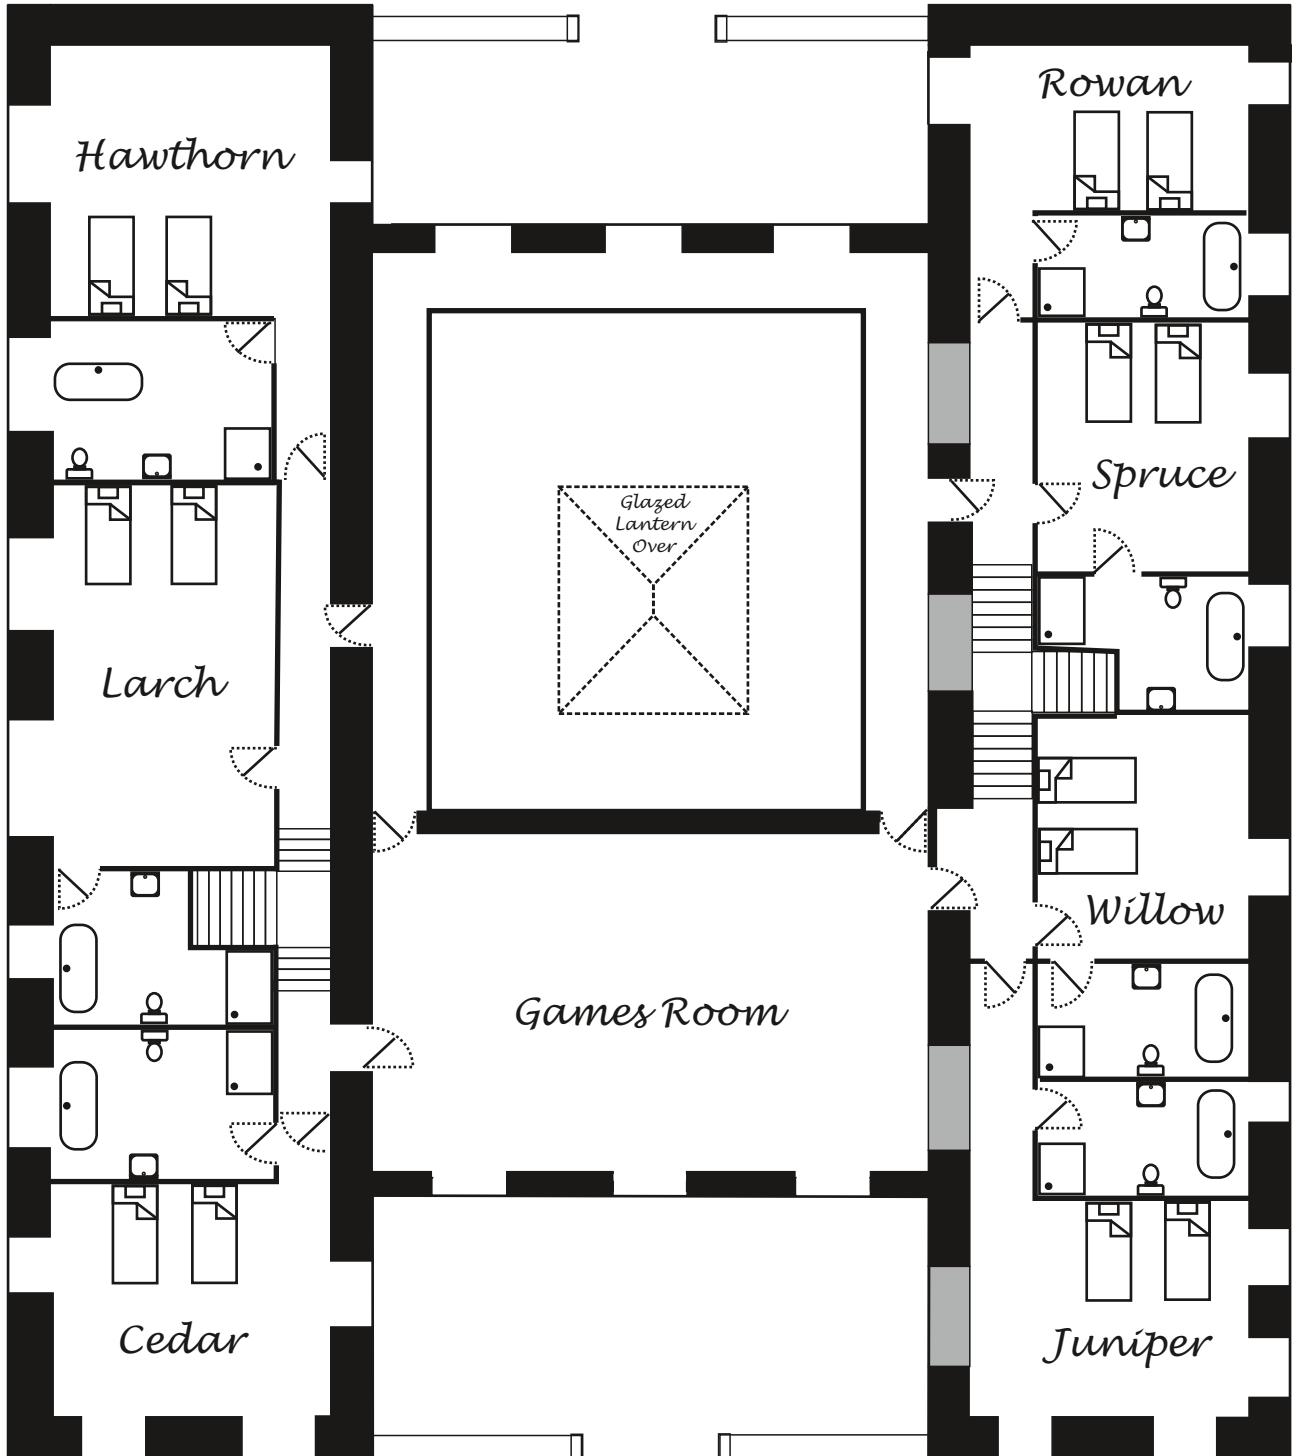 Rowan
Hawthorn
Spruce
Glazed
Lantern
Over
Larch
Willow
Games Room
Cedar
Juniper